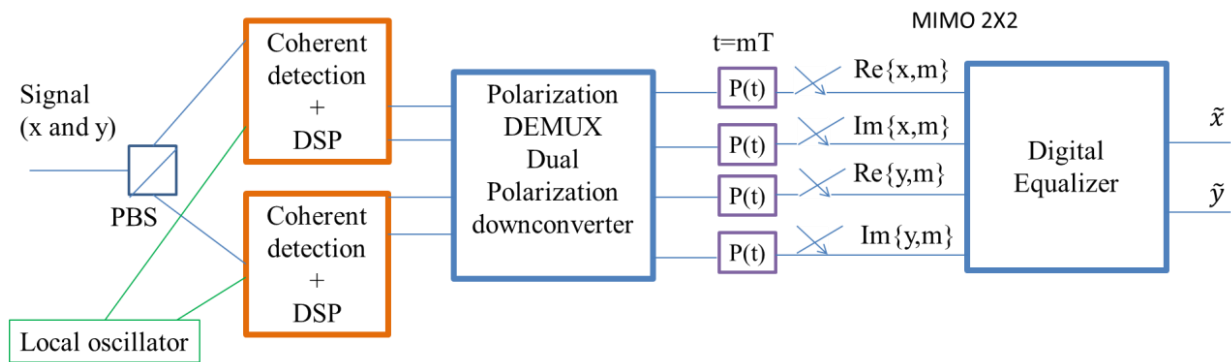 MIMO 2X2
Signal
(x and y)
PBS
Local oscillator
Coherent
detection
+
DSP
Coherent
detection
+
DSP
Polarization
DEMUX
Dual
Polarization
downconverter
t=mT
P(t)
P(t)
P(t)
P(t)
Re{x,m}
Im{x,m}
Re{y,m}
Im{y,m}
Digital
Equalizer
x̃
ỹ